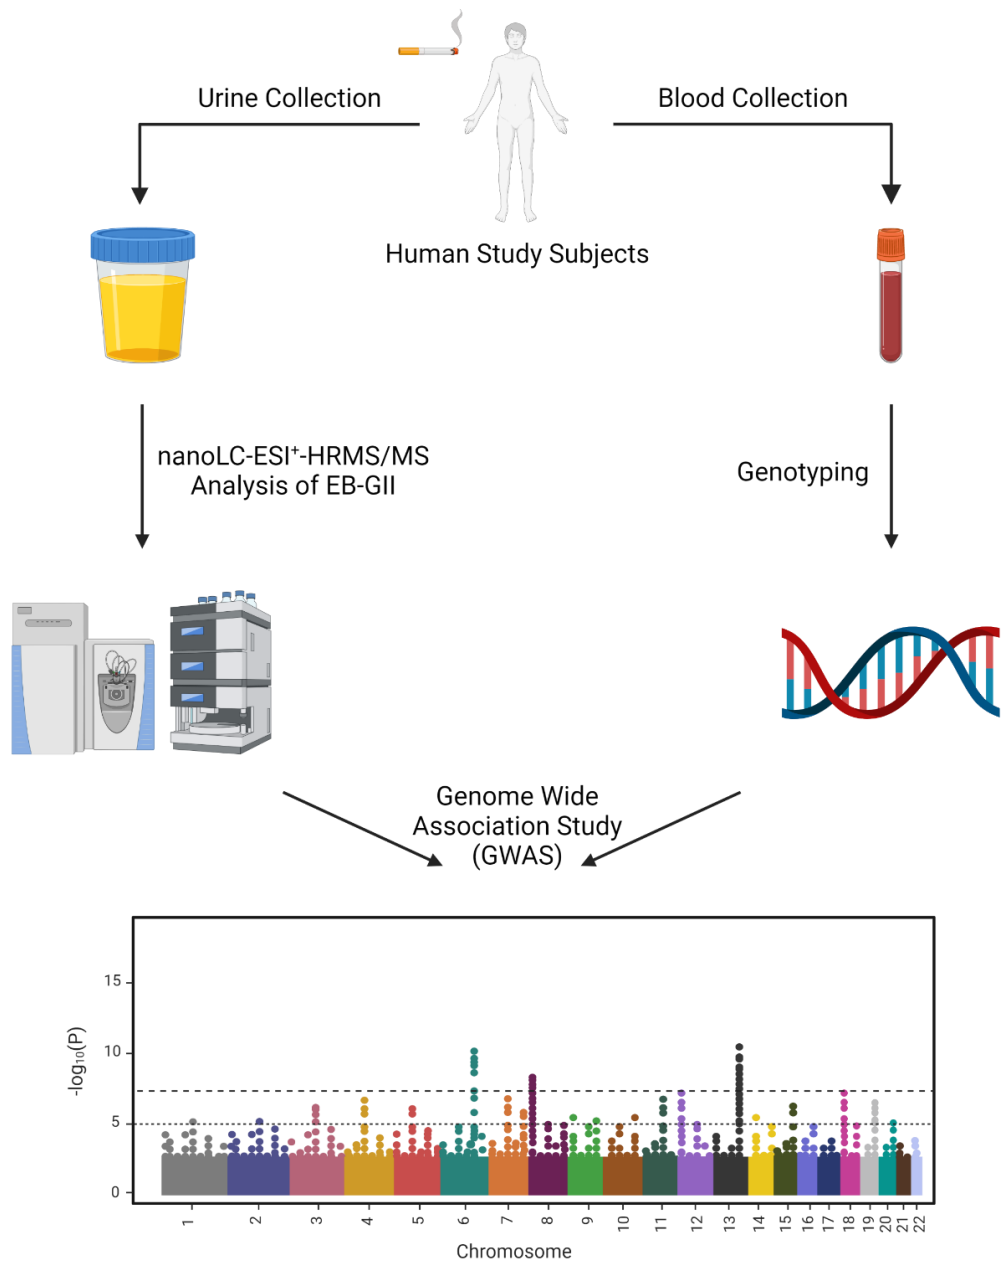 Urine Collection
Blood Collection
Human Study Subjects
nanoLC-ESI⁺-HRMS/MS
Analysis of EB-GII
Genotyping
Genome Wide
Association Study
(GWAS)
-log₁₀(P)
15
10
5
0
1
2
3
4
5
6
7
8
9
10
11
12
13
14
15
16
17
18
19
20
21
22
Chromosome